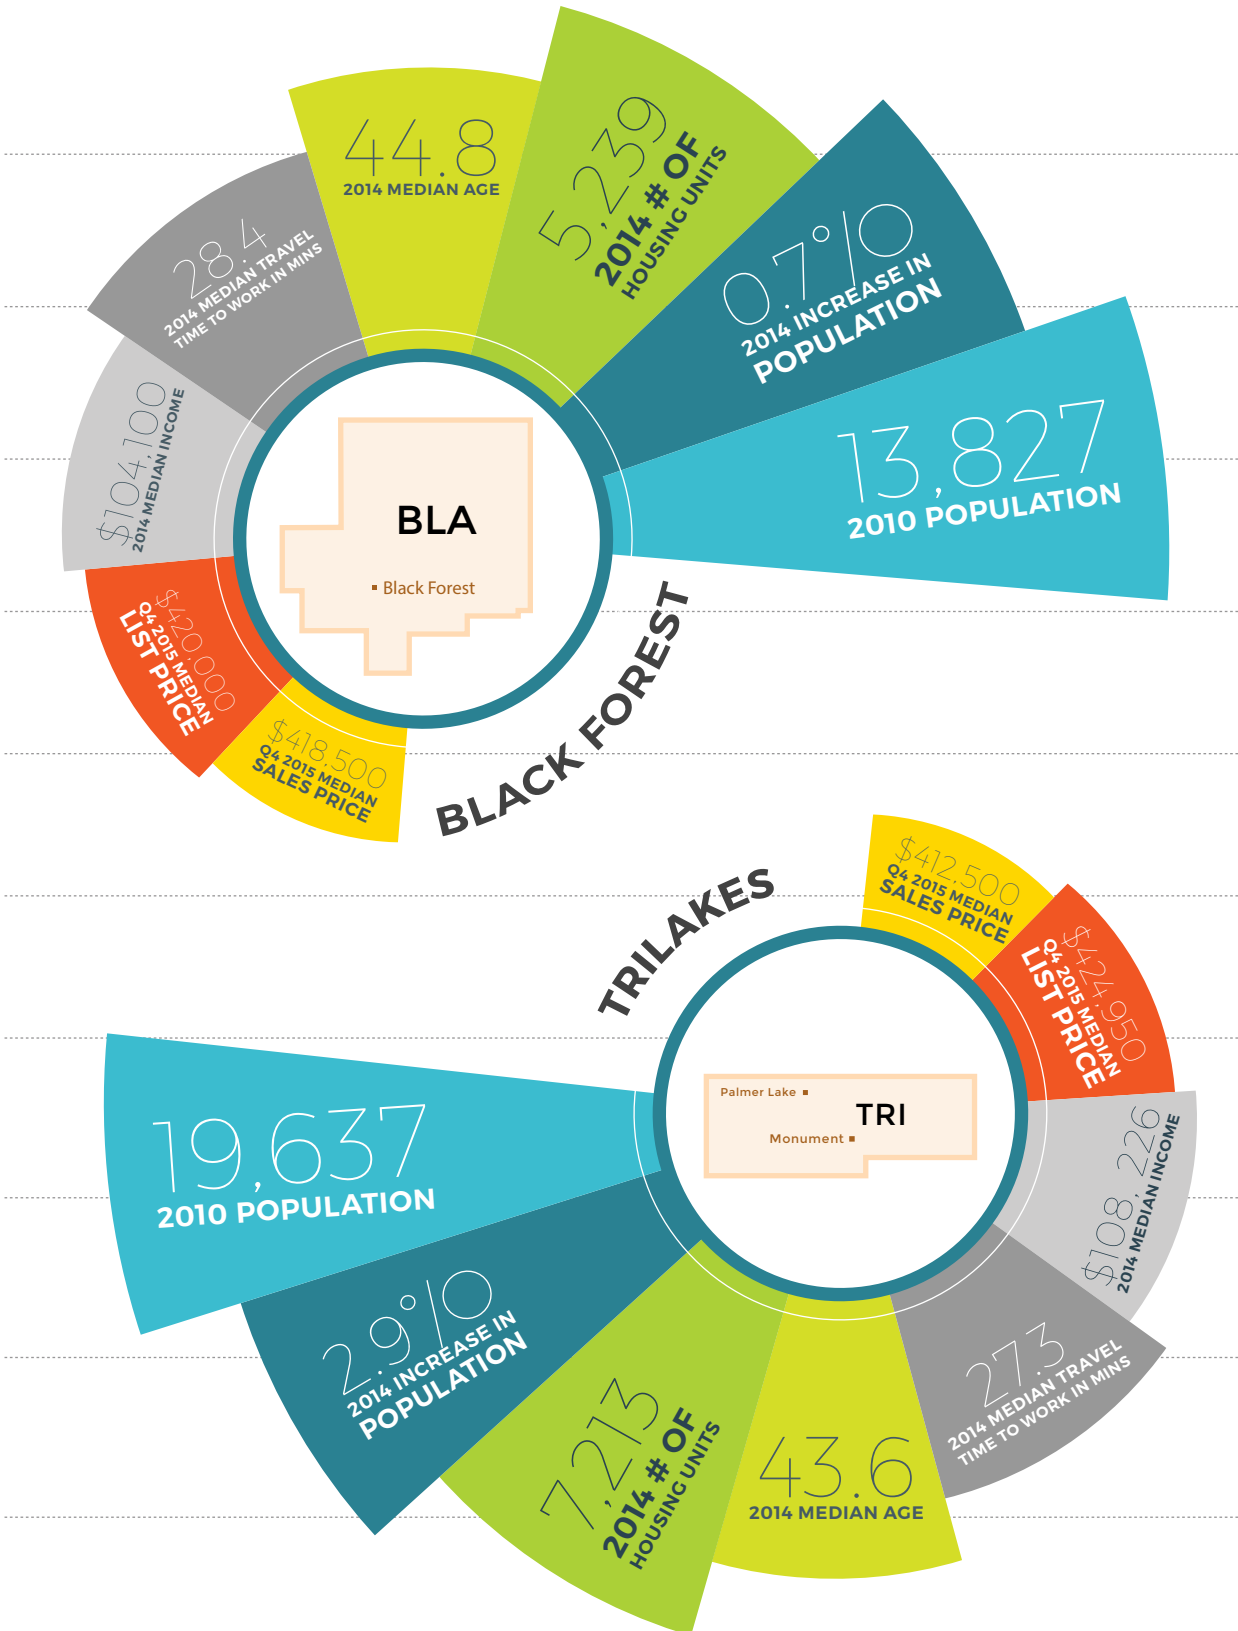 44.8
2014 MEDIAN AGE
5,239
2014 # OF
HOUSING UNITS
0.7%
2014 INCREASE IN
POPULATION
13,827
2010 POPULATION
28.4
2014 MEDIAN TRAVEL
TIME TO WORK IN MINS
$104,100
2014 MEDIAN INCOME
$420,000
Q4 2015 MEDIAN
LIST PRICE
$418,500
Q4 2015 MEDIAN
SALES PRICE
BLA
Black Forest
BLACK FOREST
TRILAKES
$412,500
Q4 2015 MEDIAN
SALES PRICE
$424,950
Q4 2015 MEDIAN
LIST PRICE
$108, 226
2014 MEDIAN INCOME
27.3
2014 MEDIAN TRAVEL
TIME TO WORK IN MINS
43.6
2014 MEDIAN AGE
7,213
2014 # OF
HOUSING UNITS
2.9%
2014 INCREASE IN
POPULATION
19,637
2010 POPULATION
Palmer Lake
TRI
Monument